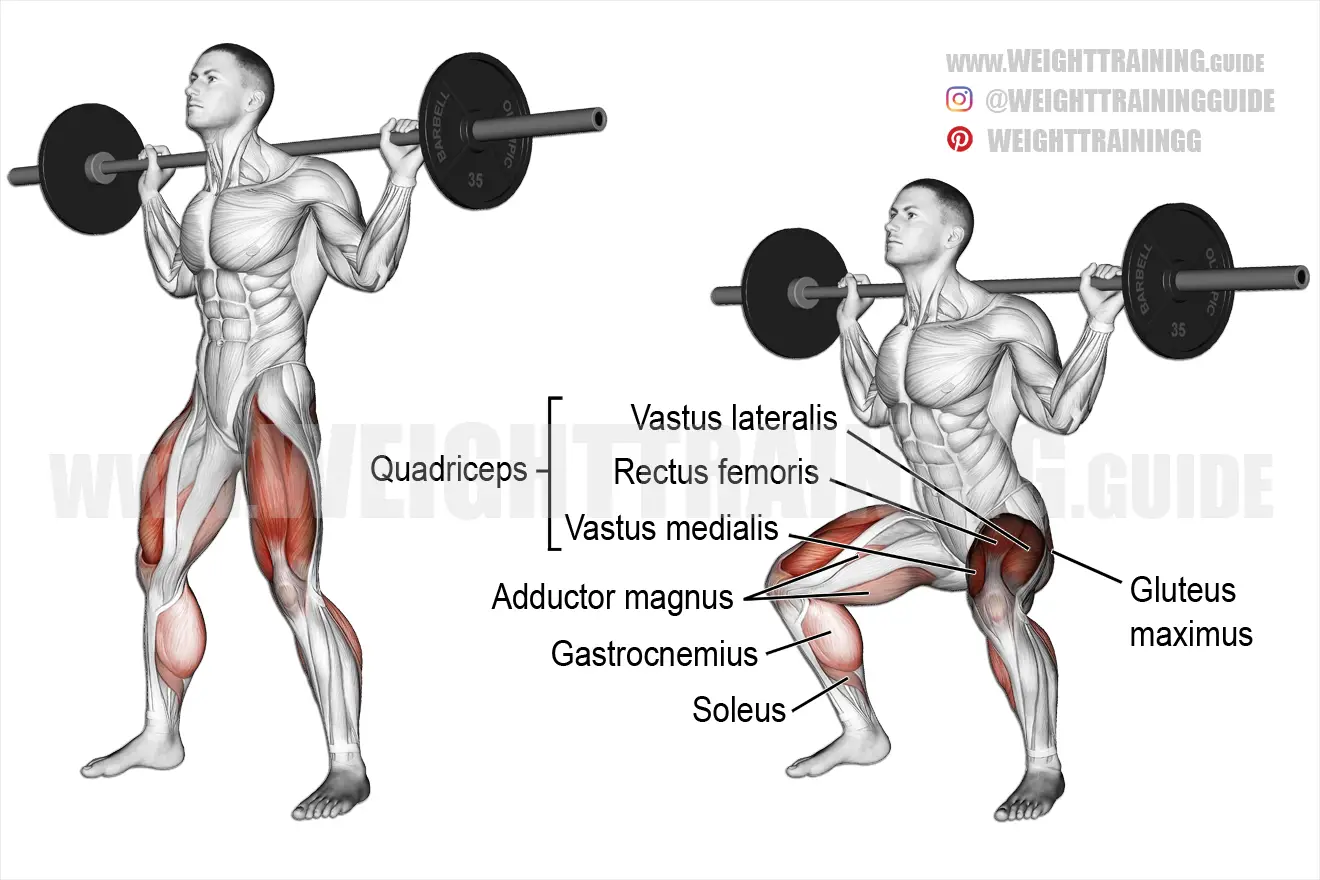 www.WEIGHTTRAINING.GUIDE
@WEIGHTTRAININGGUIDE
WEIGHTTRAININGG
BARBELL
OLYMPIC
35
BARBELL
OLYMPIC
35
WWW.WEIGHTTRAINING.GUIDE
Quadriceps
Vastus lateralis
Rectus femoris
Vastus medialis
Adductor magnus
Gastrocnemius
Soleus
Gluteus
maximus